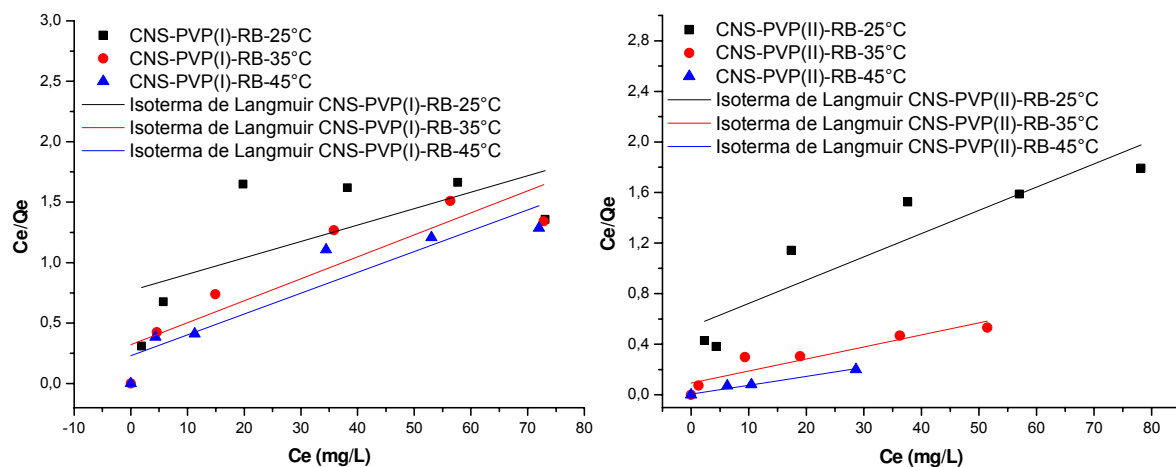 3,0
2,5
2,0
1,5
1,0
0,5
0,0
Ce/Qe
CNS-PVP(I)-RB-25°C
CNS-PVP(I)-RB-35°C
CNS-PVP(I)-RB-45°C
Isoterma de Langmuir CNS-PVP(I)-RB-25°C
Isoterma de Langmuir CNS-PVP(I)-RB-35°C
Isoterma de Langmuir CNS-PVP(I)-RB-45°C
-10 0 10 20 30 40 50 60 70 80
Ce (mg/L)
2,8
2,4
2,0
1,6
1,2
0,8
0,4
0,0
Ce/Qe
CNS-PVP(II)-RB-25°C
CNS-PVP(II)-RB-35°C
CNS-PVP(II)-RB-45°C
Isoterma de Langmuir CNS-PVP(II)-RB-25°C
Isoterma de Langmuir CNS-PVP(II)-RB-35°C
Isoterma de Langmuir CNS-PVP(II)-RB-45°C
0 10 20 30 40 50 60 70 80
Ce (mg/L)